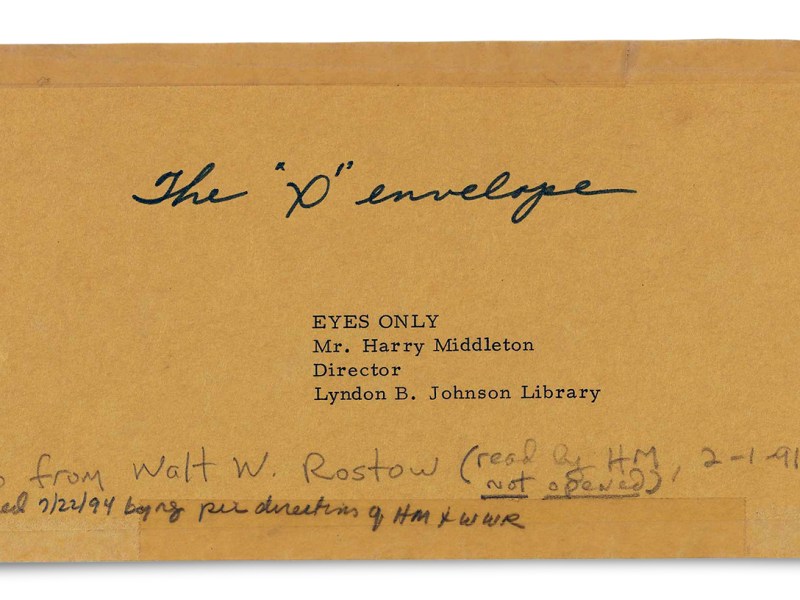 The "X" envelope
EYES ONLY
Mr. Harry Middleton
Director
Lyndon B. Johnson Library
from Walt W. Rostow (read by HM, 2-1-91
not opened)
7/22/94 by per directions of HM & WWR